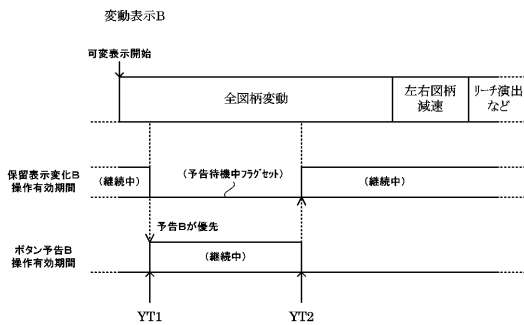 変動表示B
可変表示開始
全図柄変動
左右図柄
減速
リーチ演出
など
保留表示変化B
操作有効期間
(継続中)
(予告待機中フラグセット)
(継続中)
予告Bが優先
ボタン予告B
操作有効期間
(継続中)
YT1
YT2